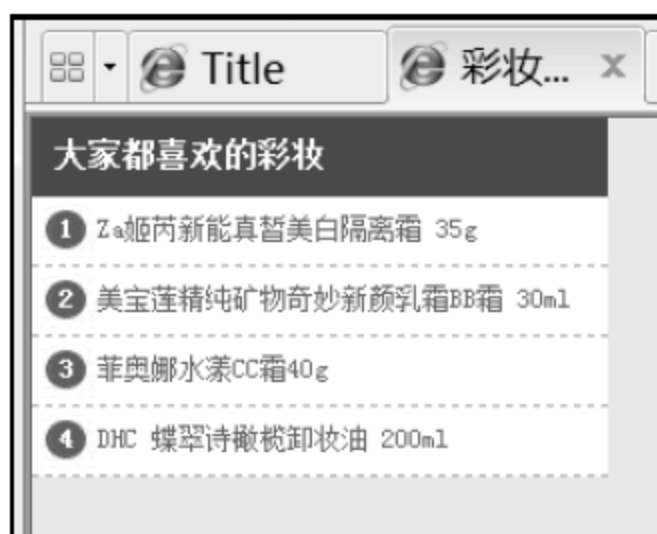 Title
彩妆...
大家都喜欢的彩妆
1 Za姬芮新能真皙美白隔离霜 35g
2 美宝莲精纯矿物奇妙新颜乳霜BB霜 30ml
3 菲奥娜水漾CC霜40g
4 DHC 蝶翠诗橄榄卸妆油 200ml